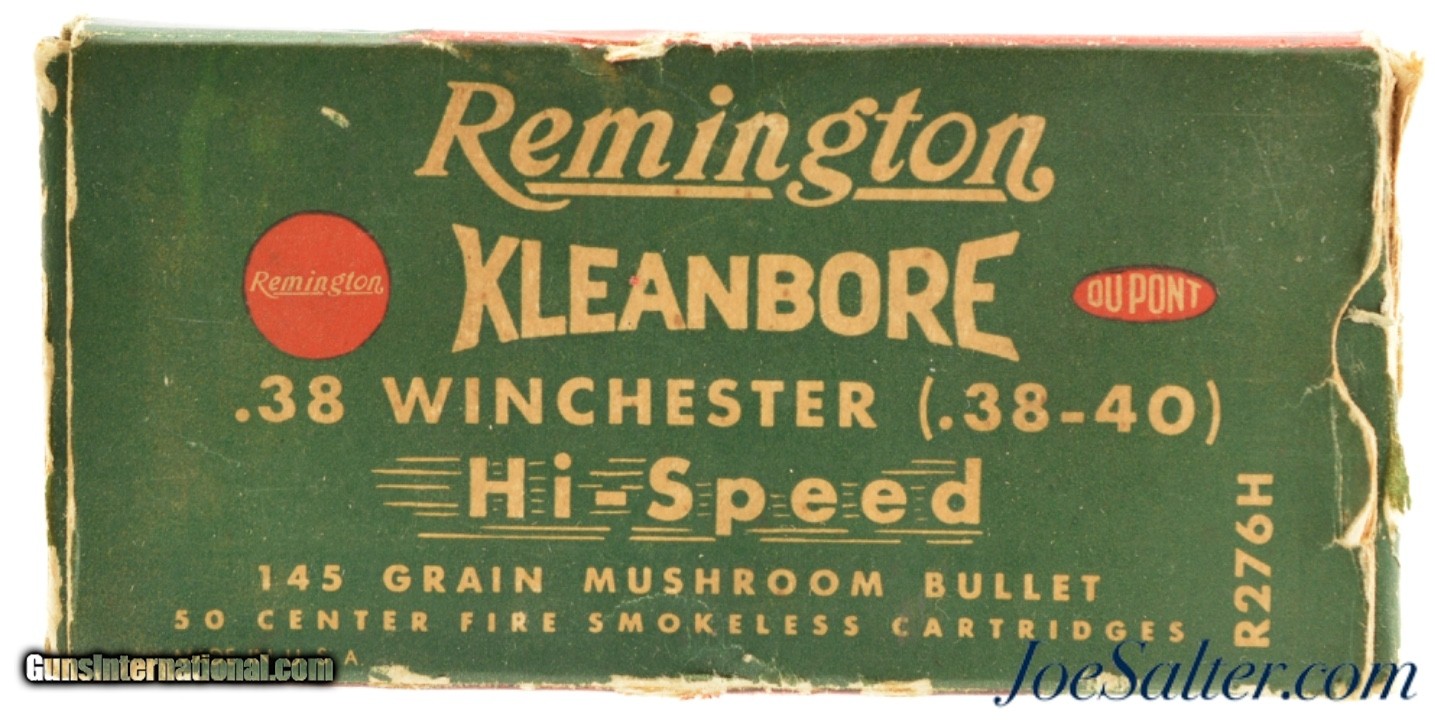 Remington
KLEANBORE
Remington
DU PONT
.38 WINCHESTER (.38-40)
Hi-Speed
145 GRAIN MUSHROOM BULLET
50 CENTER FIRE SMOKELESS CARTRIDGES
R276H
A
GunsInternational.com
JoeSalter.com